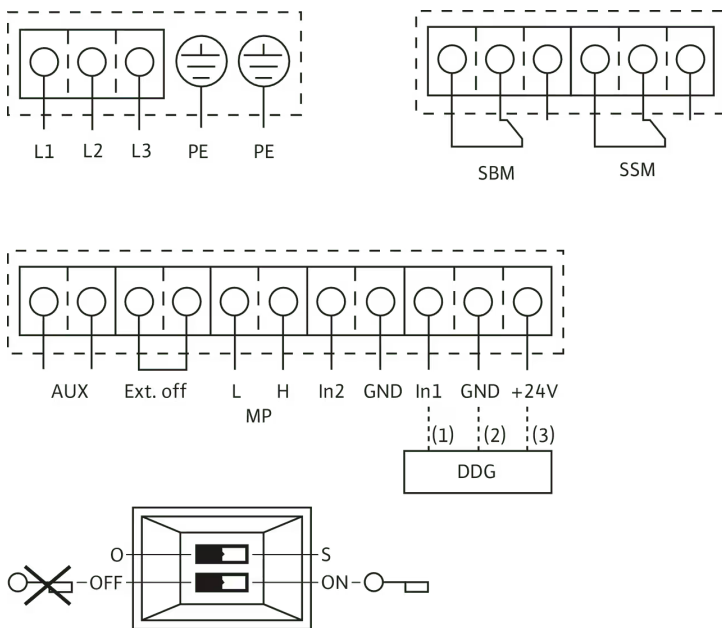 L1 L2 L3 PE PE
SBM SSM
AUX Ext. off L H In2 GND In1 GND +24V
MP
(1) (2) (3)
DDG
O S
OFF ON